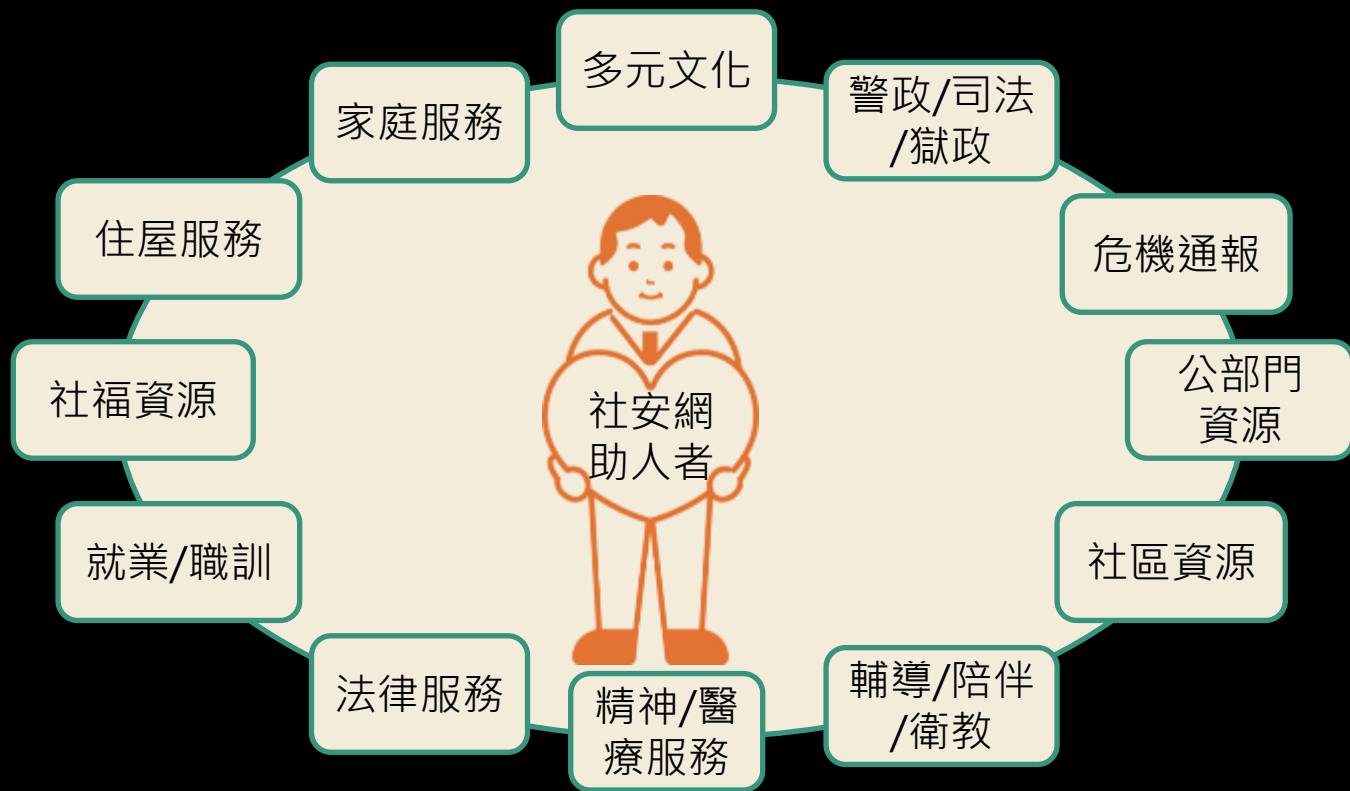 多元文化
警政/司法
/獄政
家庭服務
危機通報
住屋服務
公部門
資源
社福資源
社安網
助人者
就業/職訓
社區資源
法律服務
輔導/陪伴
/衛教
精神/醫
療服務